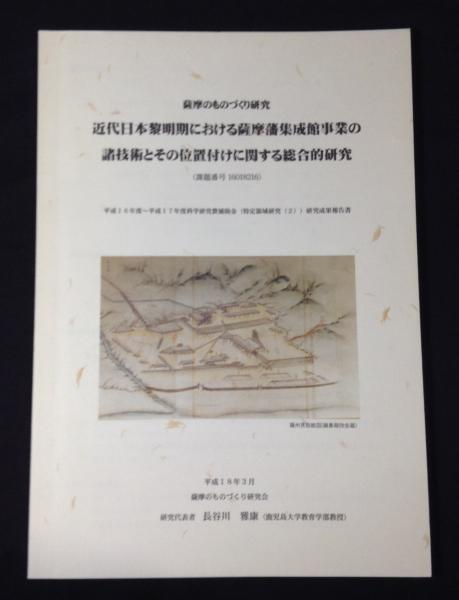 薩摩のものづくり研究
近代日本黎明期における薩摩藩集成館事業の
諸技術とその位置付けに関する総合的研究
(課題番号 16018216)
平成16年度～平成17年度科学研究費補助金(特定領域研究(2))研究成果報告書
平成18年3月
薩摩のものづくり研究会
研究代表者 長谷川 雅康(鹿児島大学教育学部教授)